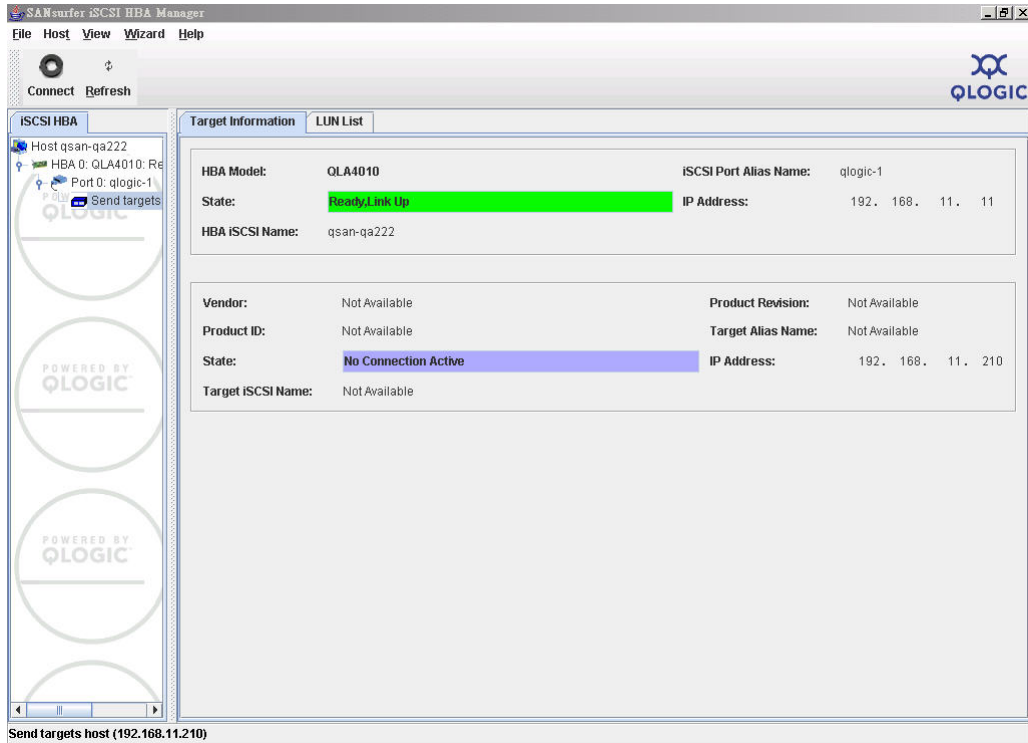 SANsurfer iSCSI HBA Manager
File Host View Wizard Help
Connect Refresh
QLOGIC
iSCSI HBA
Target Information LUN List
Host qsan-qa222
HBA 0: QLA4010: Re
Port 0: qlogic-1
Send targets
HBA Model: QLA4010 iSCSI Port Alias Name: qlogic-1
State: Ready,Link Up IP Address: 192. 168. 11. 11
HBA iSCSI Name: qsan-qa222
Vendor: Not Available Product Revision: Not Available
Product ID: Not Available Target Alias Name: Not Available
State: No Connection Active IP Address: 192. 168. 11. 210
Target iSCSI Name: Not Available
QLOGIC
POWERED BY
QLOGIC
POWERED BY
QLOGIC
Send targets host (192.168.11.210)